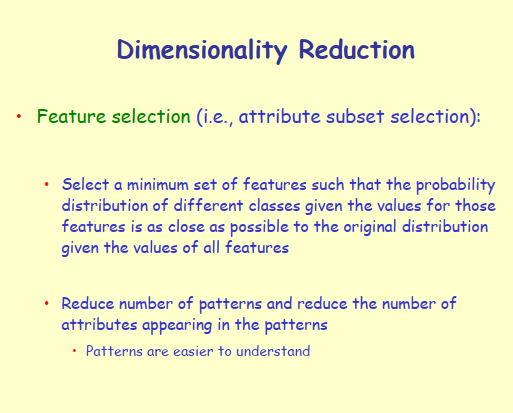 Dimensionality Reduction
• Feature selection (i.e., attribute subset selection):
• Select a minimum set of features such that the probability
distribution of different classes given the values for those
features is as close as possible to the original distribution
given the values of all features
• Reduce number of patterns and reduce the number of
attributes appearing in the patterns
• Patterns are easier to understand